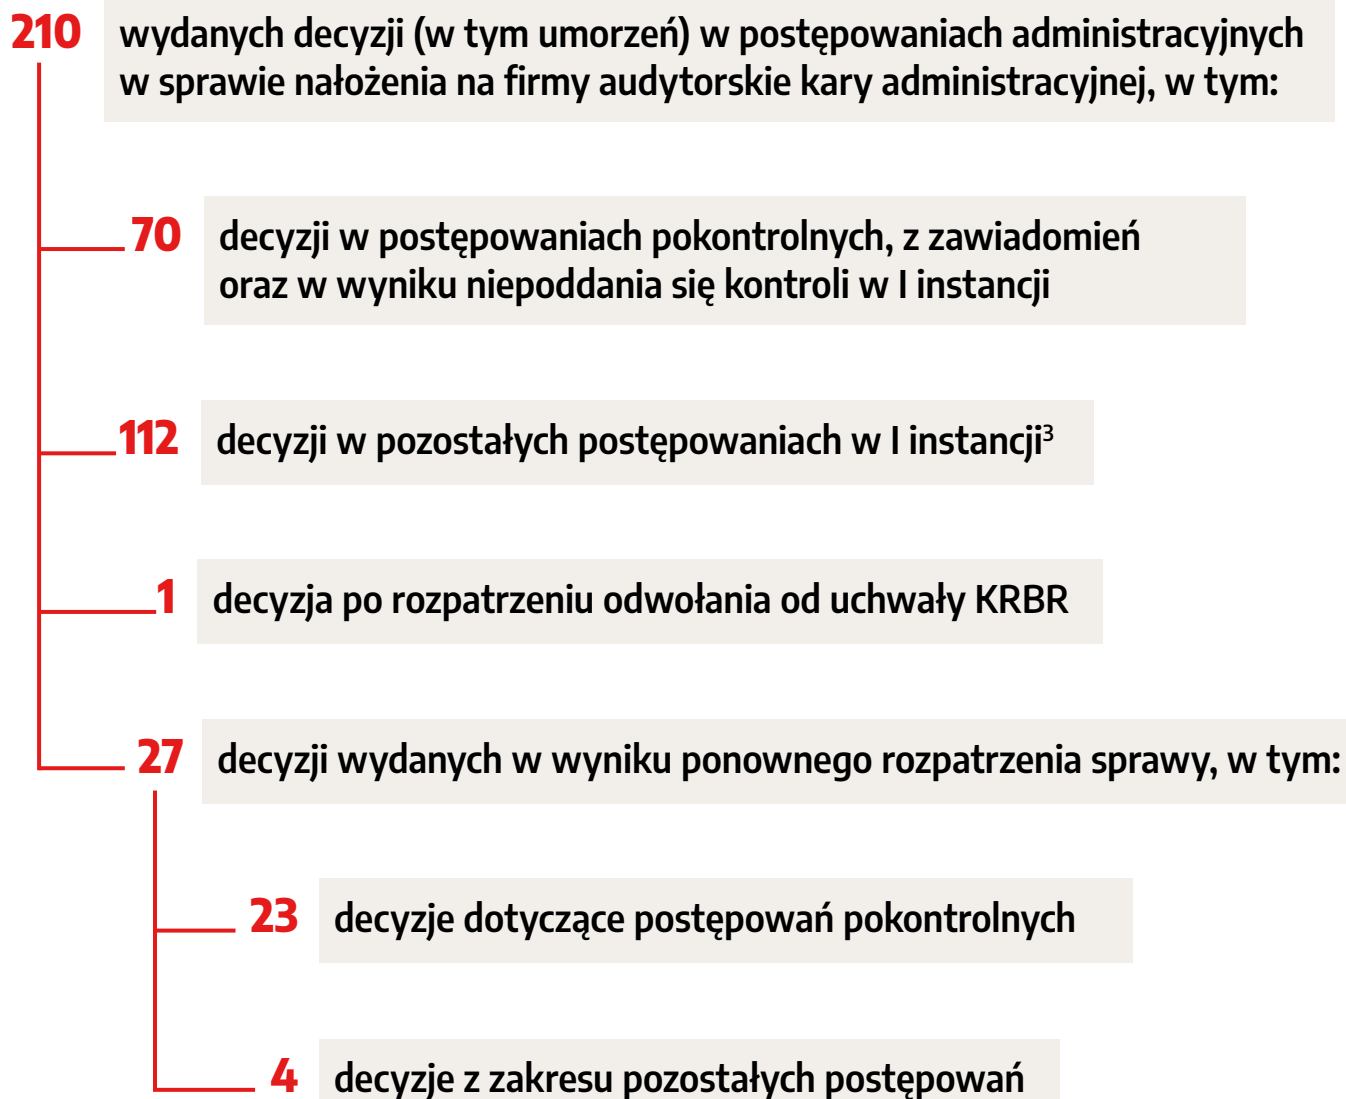 210 wydanych decyzji (w tym umorzeń) w postępowaniach administracyjnych
w sprawie nałożenia na firmy audytorskie kary administracyjnej, w tym:
70 decyzji w postępowaniach pokontrolnych, z zawiadomień
oraz w wyniku niepoddania się kontroli w I instancji
112 decyzji w pozostałych postępowaniach w I instancji³
1 decyzja po rozpatrzeniu odwołania od uchwały KRBR
27 decyzji wydanych w wyniku ponownego rozpatrzenia sprawy, w tym:
23 decyzje dotyczące postępowań pokontrolnych
4 decyzje z zakresu pozostałych postępowań